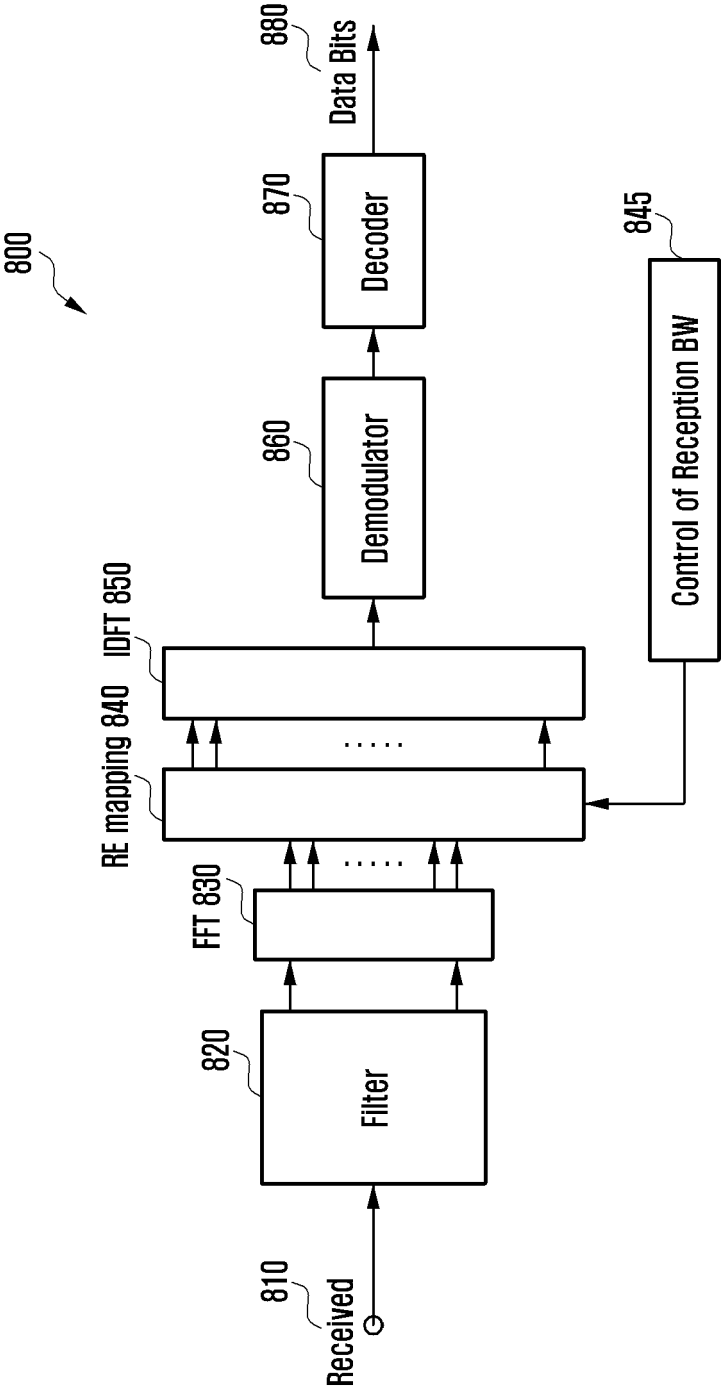 800
810
Received
820
Filter
FFT 830
RE mapping 840
IDFT 850
860
Demodulator
870
Decoder
880
Data Bits
845
Control of Reception BW